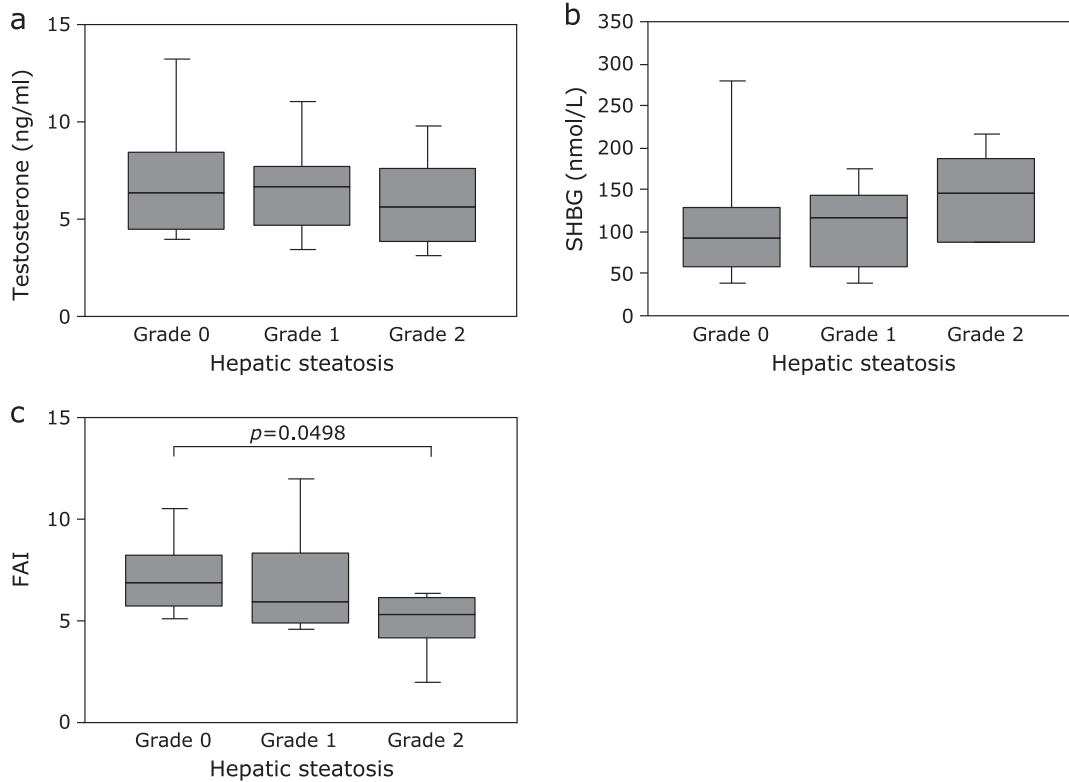 a
Testosterone (ng/ml)
15
10
5
0
Grade 0 Grade 1 Grade 2
Hepatic steatosis
b
SHBG (nmol/L)
350
300
250
200
150
100
50
0
Grade 0 Grade 1 Grade 2
Hepatic steatosis
c
FAI
15
10
5
0
p=0.0498
Grade 0 Grade 1 Grade 2
Hepatic steatosis